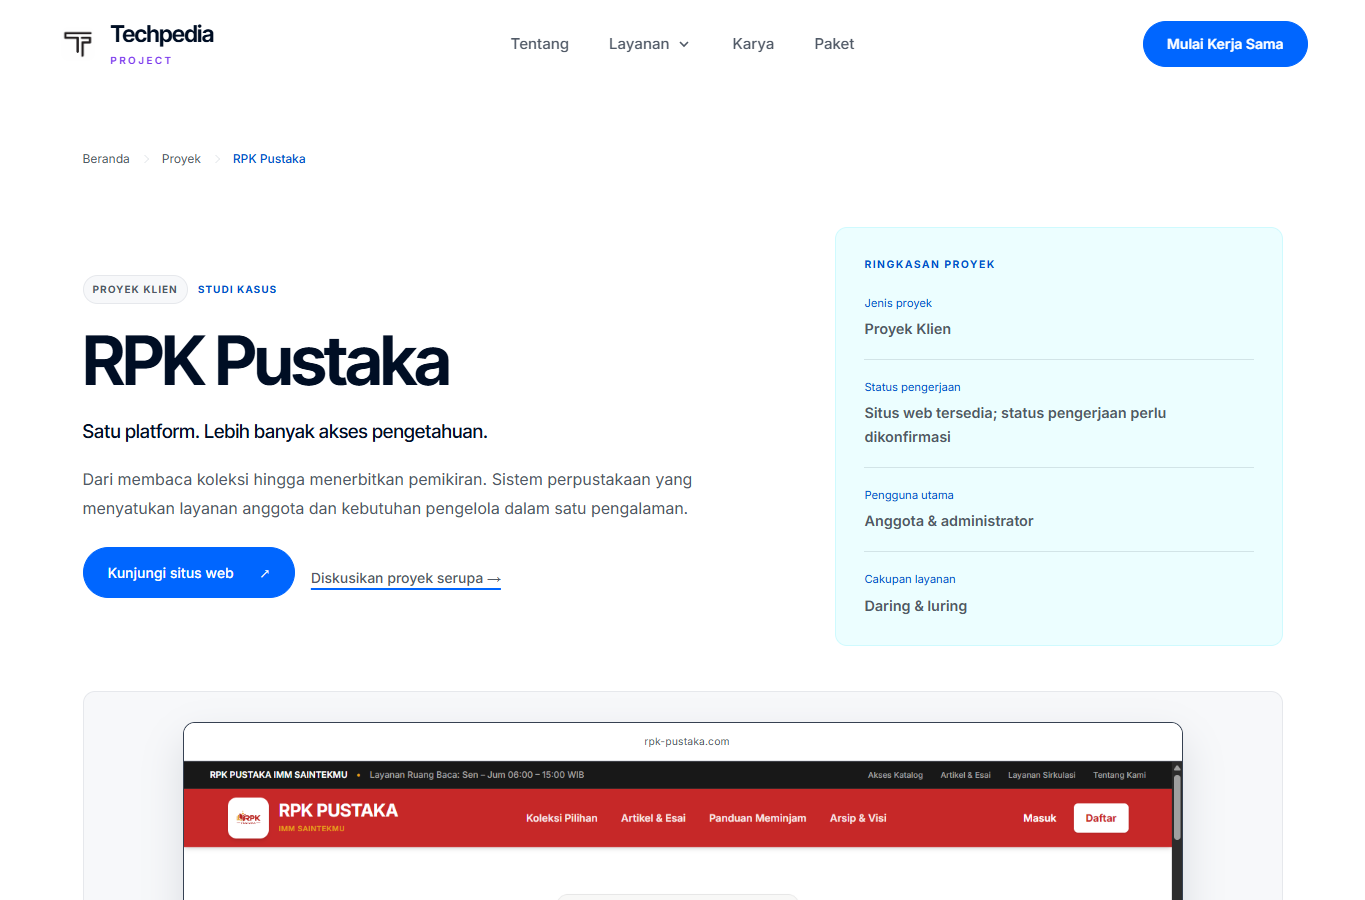 Techpedia
PROJECT
Tentang
Layanan
Karya
Paket
Mulai Kerja Sama
Beranda
Proyek
RPK Pustaka
PROYEK KLIEN
STUDI KASUS
RPK Pustaka
Satu platform. Lebih banyak akses pengetahuan.
Dari membaca koleksi hingga menerbitkan pemikiran. Sistem perpustakaan yang
menyatukan layanan anggota dan kebutuhan pengelola dalam satu pengalaman.
Kunjungi situs web ↗
Diskusikan proyek serupa →
RINGKASAN PROYEK
Jenis proyek
Proyek Klien
Status pengerjaan
Situs web tersedia; status pengerjaan perlu
dikonfirmasi
Pengguna utama
Anggota & administrator
Cakupan layanan
Daring & luring
rpk-pustaka.com
RPK PUSTAKA IMM SAINTEKMU • Layanan Ruang Baca: Sen – Jum 06:00 – 15:00 WIB
Akses Katalog
Artikel & Esai
Layanan Sirkulasi
Tentang Kami
RPK
RPK PUSTAKA
IMM SAINTEKMU
Koleksi Pilihan
Artikel & Esai
Panduan Meminjam
Arsip & Visi
Masuk
Daftar